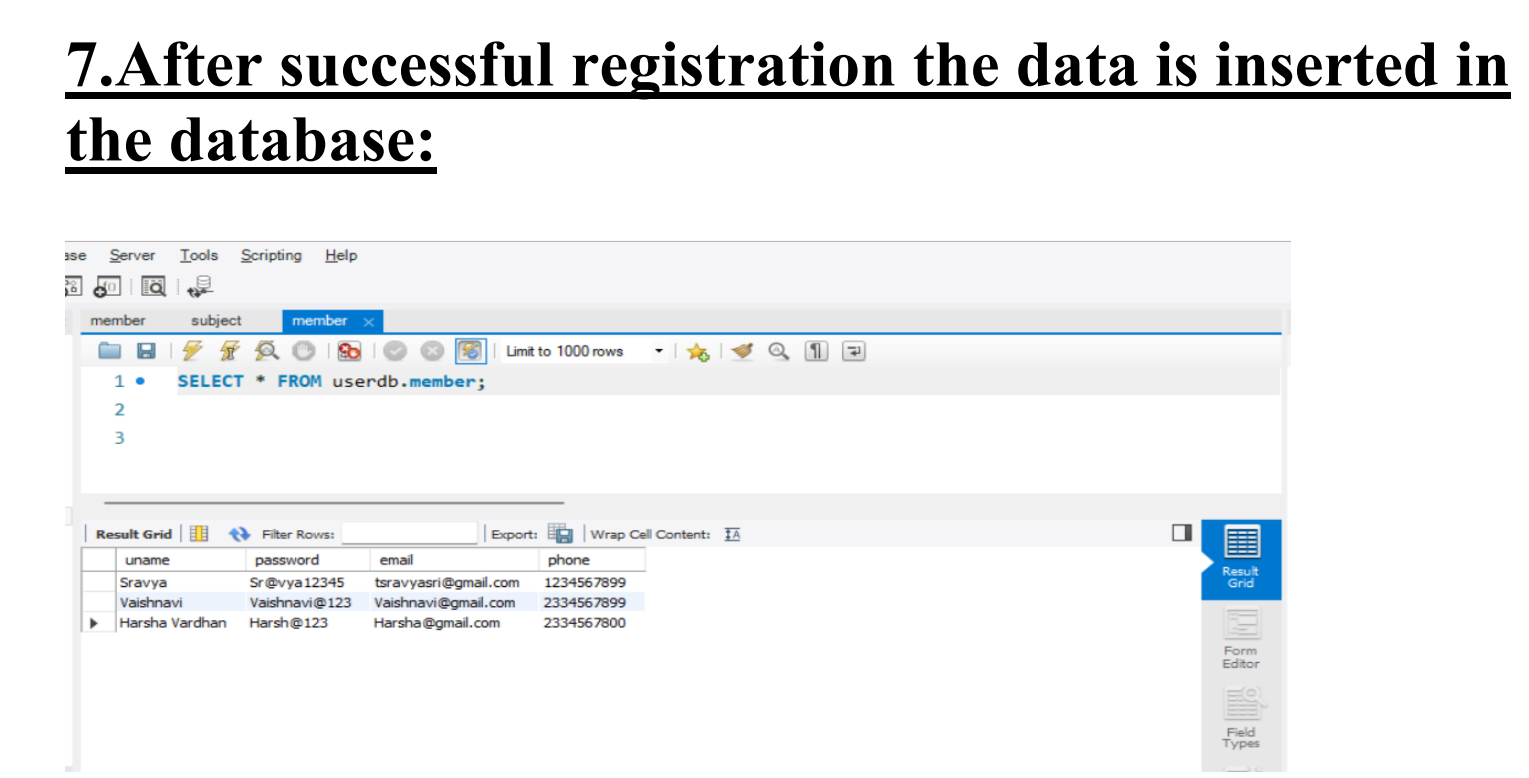 7.After successful registration the data is inserted in
the database:
ase Server Tools Scripting Help
member subject member
Limit to 1000 rows
1 SELECT * FROM userdb.member;
2
3
Result Grid Filter Rows: Export: Wrap Cell Content:
uname password email phone
Sravya Sr@vya12345 tsravyasri@gmail.com 1234567899
Vaishnavi Vaishnavi@123 Vaishnavi@gmail.com 2334567899
Harsha Vardhan Harsh@123 Harsha@gmail.com 2334567800
Result
Grid
Form
Editor
Field
Types